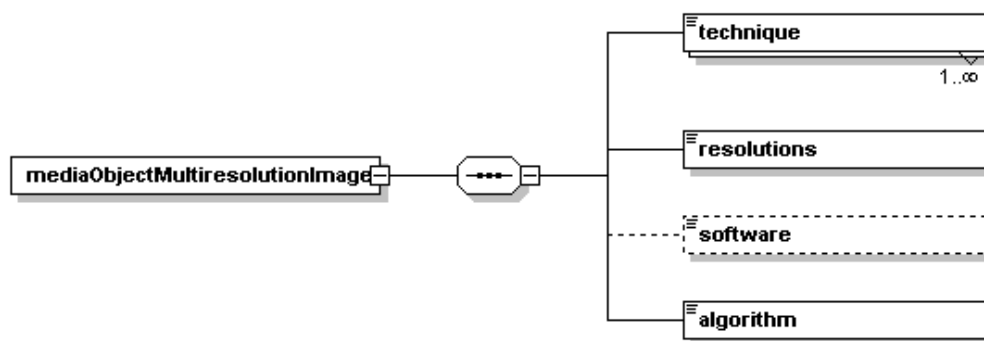 technique
1..∞
mediaObjectMultiresolutionImage
resolutions
software
algorithm